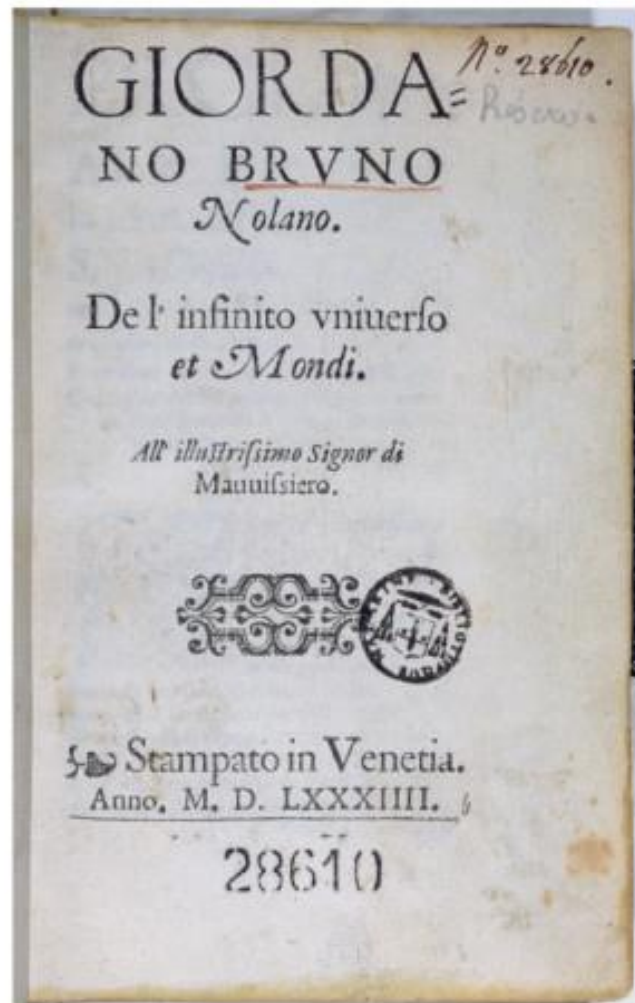 GIORDA=
Nº. 28610.
NO BRVNO
Nolano.
De l' infinito vniuerſo
et Mondi.
All' illuſtriſsimo Signor di
Mauuiſsiero.
Stampato in Venetia.
Anno. M. D. LXXXIIII.
28610